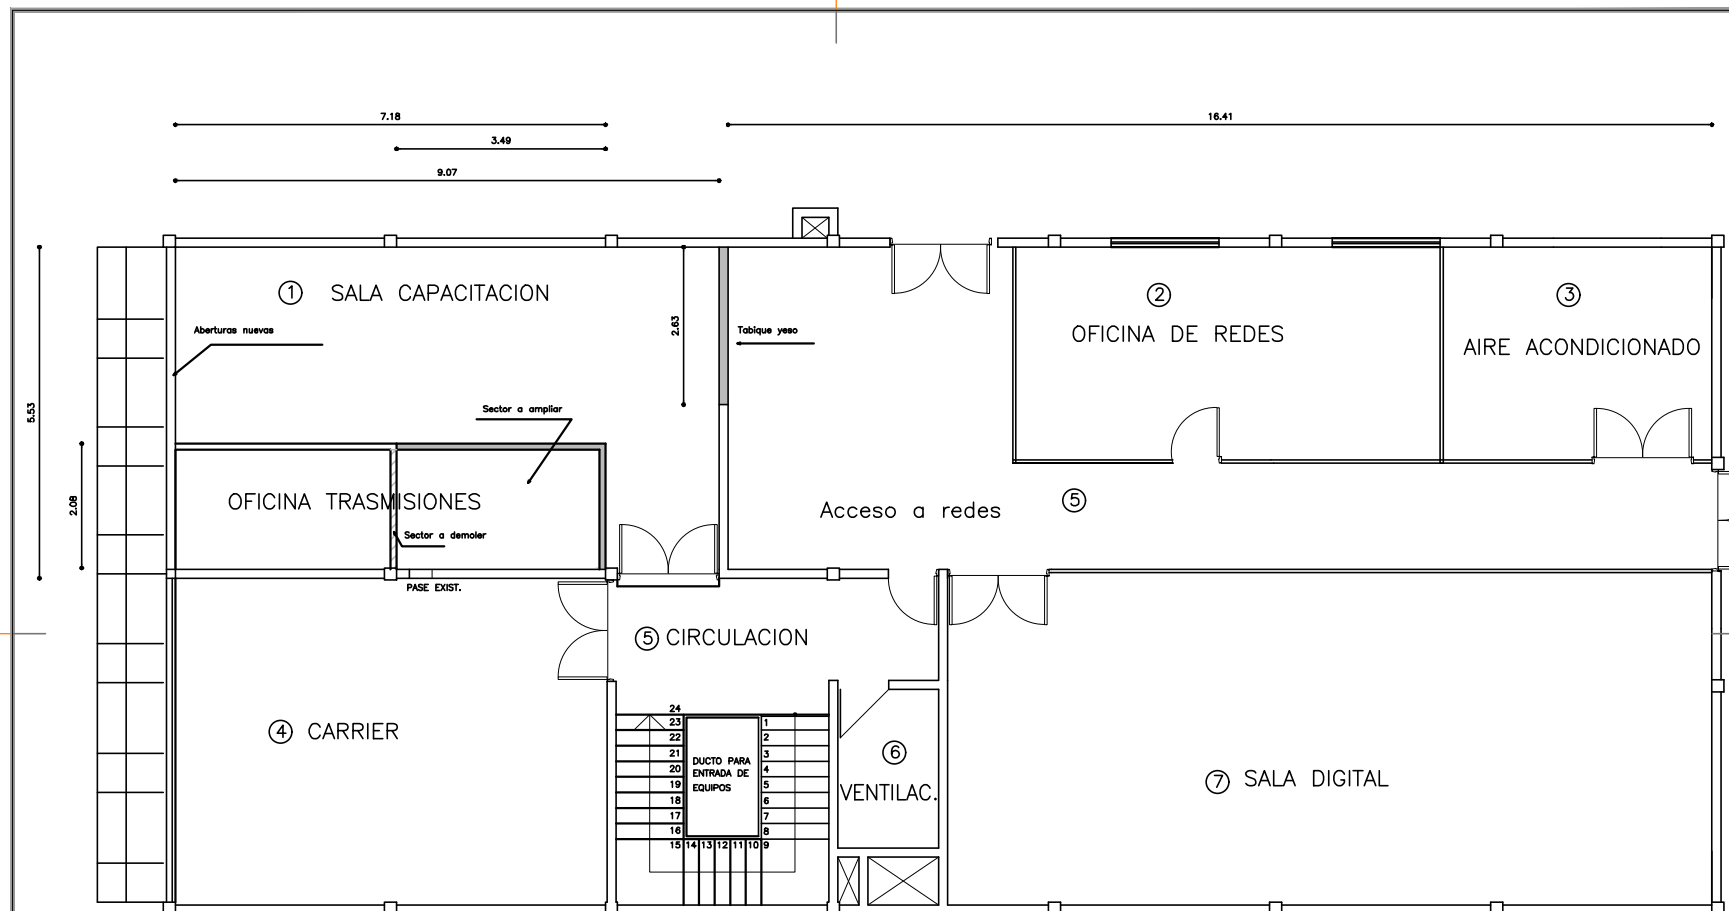 7.18
16.41
3.49
9.07
1 SALA CAPACITACION
2
OFICINA DE REDES
3
AIRE ACONDICIONADO
Aberturas nuevas
2.63
Tabique yeso
5.53
Sector a ampliar
2.08
OFICINA TRASMISIONES
Sector a demoler
Acceso a redes
5
PASE EXIST.
5 CIRCULACION
4 CARRIER
24
23
22
21
20
19
18
17
16
15 14 13 12 11 10 9
1
2
3
4
5
6
7
8
DUCTO PARA
ENTRADA DE
EQUIPOS
6
VENTILAC.
7 SALA DIGITAL